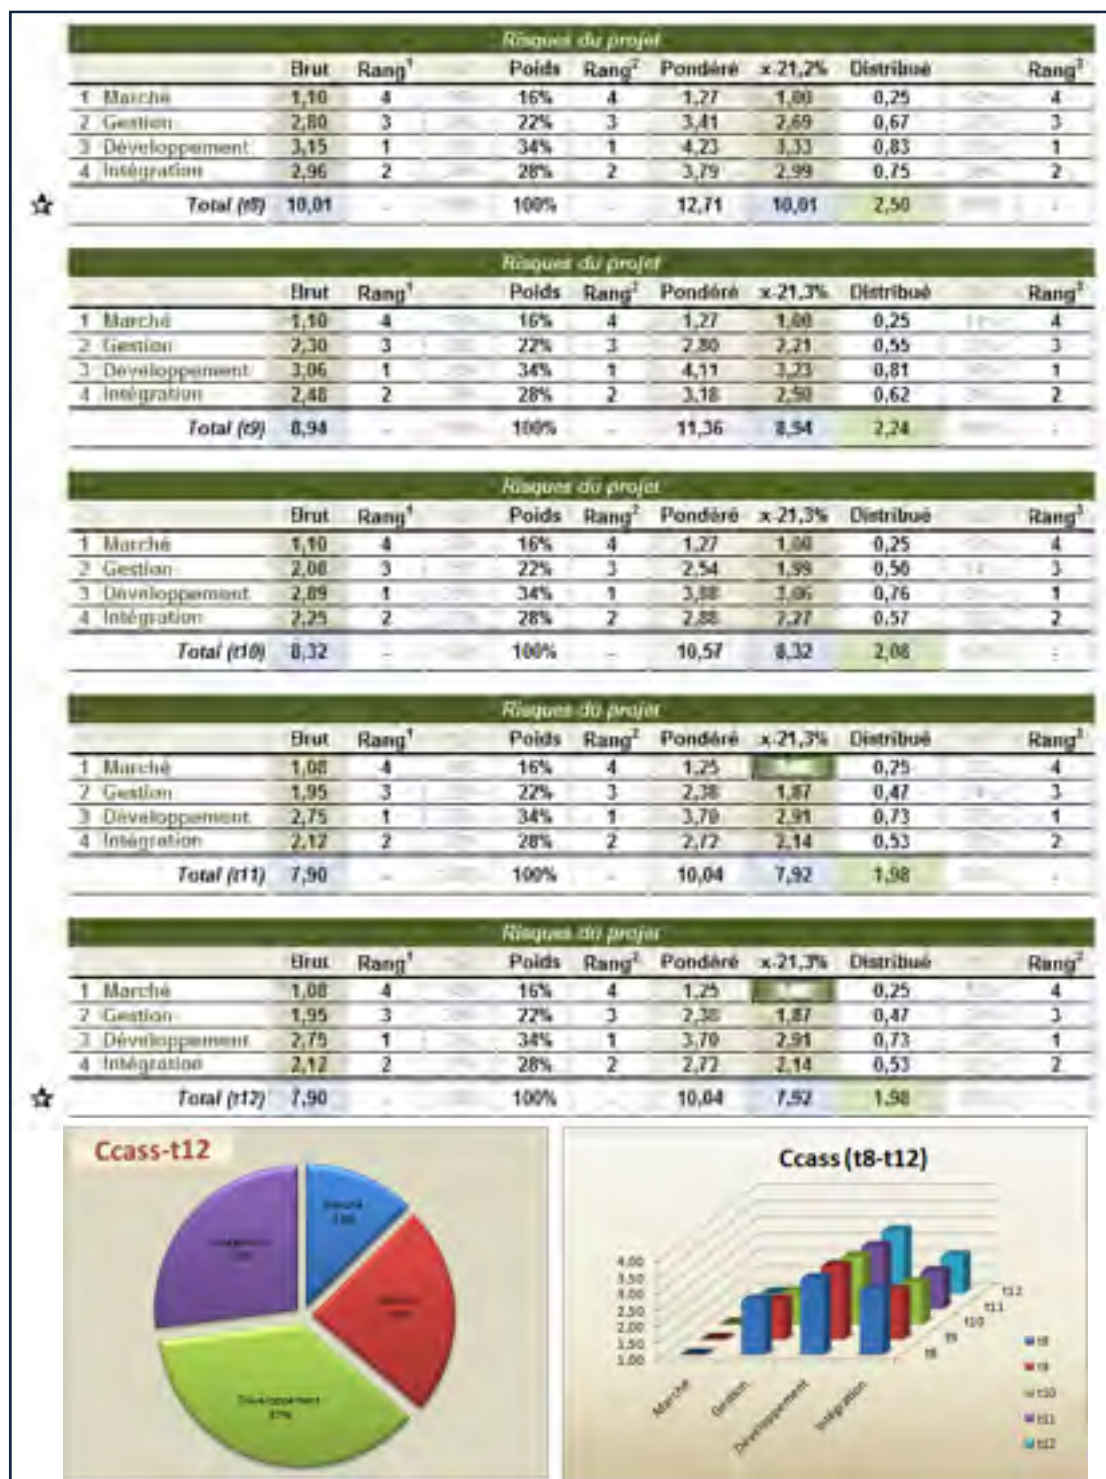 Risques du projet
Brut Rang1 Poids Rang2 Pondéré x-21,2% Distribué Rang3
1 Marché 1,10 4 16% 4 1,27 1,00 0,25 4
2 Gestion 2,80 3 22% 3 3,41 2,69 0,67 3
3 Développement 3,15 1 34% 1 4,23 3,33 0,83 1
4 Intégration 2,96 2 28% 2 3,79 2,99 0,75 2
Total (t8) 10,01 - 100% - 12,71 10,01 2,50 -
Risques du projet
Brut Rang1 Poids Rang2 Pondéré x-21,3% Distribué Rang3
1 Marché 1,10 4 16% 4 1,27 1,00 0,25 4
2 Gestion 2,30 3 22% 3 2,80 2,21 0,55 3
3 Développement 3,06 1 34% 1 4,11 3,23 0,81 1
4 Intégration 2,48 2 28% 2 3,18 2,50 0,62 2
Total (t9) 8,94 - 100% - 11,36 8,94 2,24 -
Risques du projet
Brut Rang1 Poids Rang2 Pondéré x-21,3% Distribué Rang3
1 Marché 1,10 4 16% 4 1,27 1,00 0,25 4
2 Gestion 2,08 3 22% 3 2,54 1,99 0,50 3
3 Développement 2,89 1 34% 1 3,88 3,06 0,76 1
4 Intégration 2,25 2 28% 2 2,88 2,27 0,57 2
Total (t10) 8,32 - 100% - 10,57 8,32 2,08 -
Risques du projet
Brut Rang1 Poids Rang2 Pondéré x-21,3% Distribué Rang3
1 Marché 1,08 4 16% 4 1,25 0,25 4
2 Gestion 1,95 3 22% 3 2,38 1,87 0,47 3
3 Développement 2,75 1 34% 1 3,70 2,91 0,73 1
4 Intégration 2,12 2 28% 2 2,72 2,14 0,53 2
Total (t11) 7,90 - 100% - 10,04 7,92 1,98 -
Risques du projet
Brut Rang1 Poids Rang2 Pondéré x-21,3% Distribué Rang2
1 Marché 1,08 4 16% 4 1,25 0,25 4
2 Gestion 1,95 3 22% 3 2,38 1,87 0,47 3
3 Développement 2,75 1 34% 1 3,70 2,91 0,73 1
4 Intégration 2,12 2 28% 2 2,72 2,14 0,53 2
Total (t12) 7,90 - 100% - 10,04 7,92 1,98 -
Ccass-t12
Développement
37%
Ccass (t8-t12)
4,00
3,50
3,00
2,50
2,00
1,50
1,00
Marché
Gestion
Développement
Intégration
t8
t9
t10
t11
t12
t8
t9
t10
t11
t12